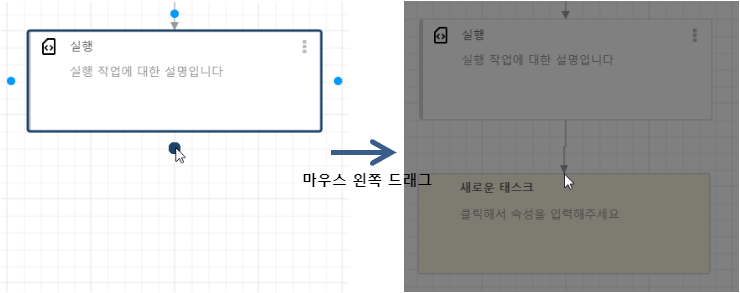 실행
실행 작업에 대한 설명입니다
마우스 왼쪽 드래그
실행
실행 작업에 대한 설명입니다
새로운 태스크
클릭해서 속성을 입력해주세요